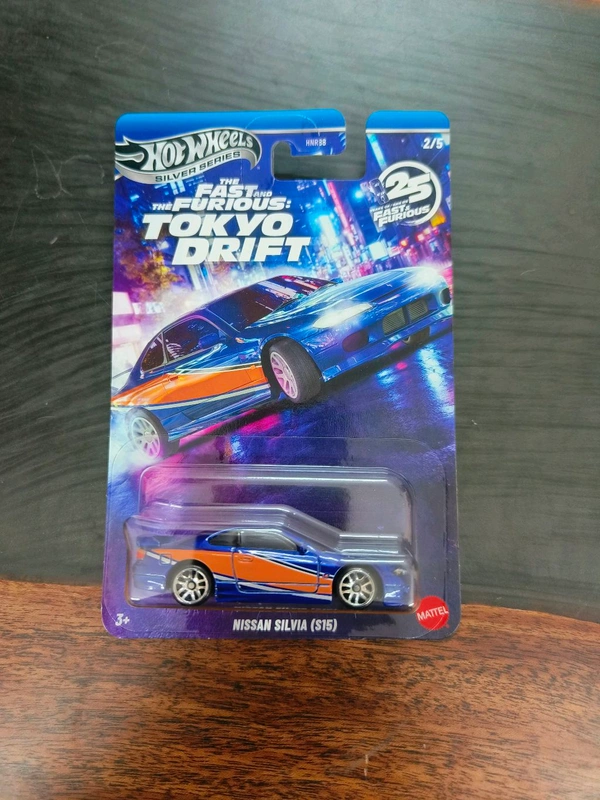 HOT WHEELS
SILVER SERIES
HNR88
2/5
THE
FAST AND
THE FURIOUS:
TOKYO
DRIFT
25
FAST &
FURIOUS
3+
NISSAN SILVIA (S15)
MATTEL